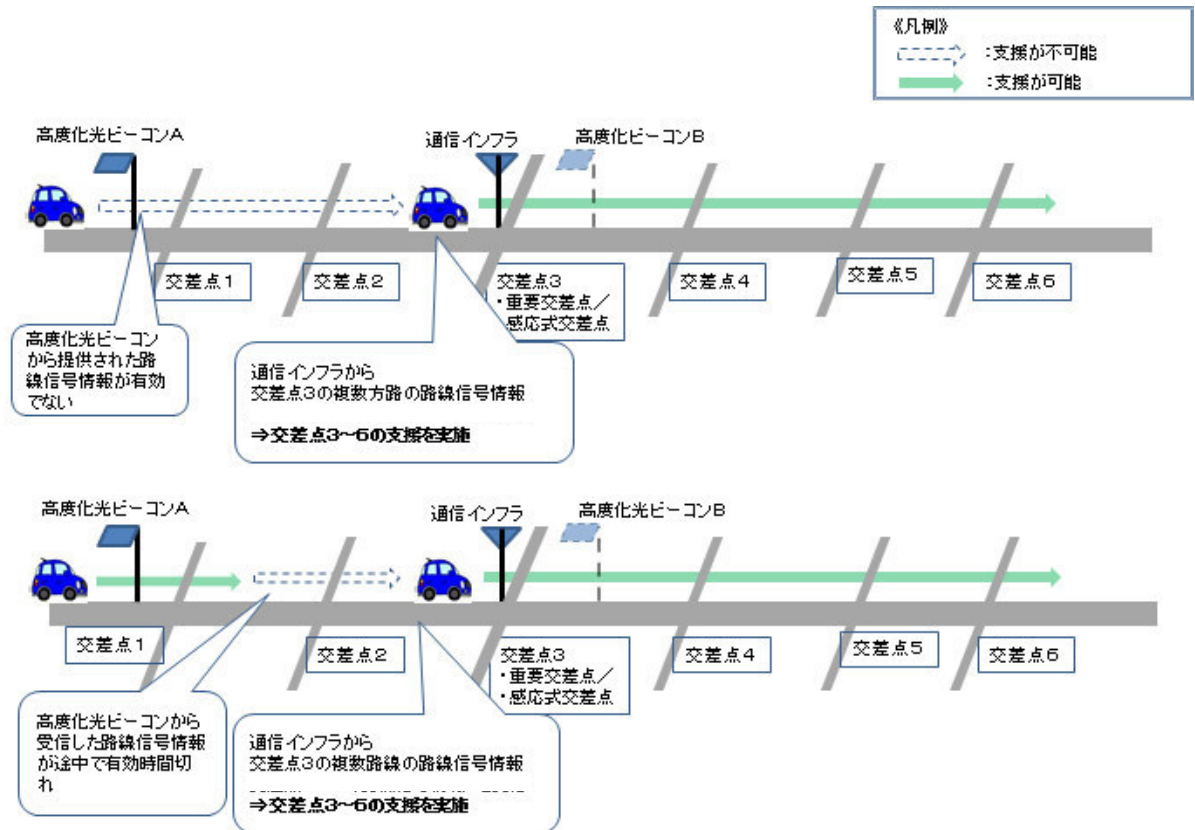 《凡例》
:支援が不可能
:支援が可能
高度化光ビーコンA
通信インフラ
高度化ビーコンB
交差点1
交差点2
交差点3
・重要交差点/
感応式交差点
交差点4
交差点5
交差点6
高度化光ビーコン
から提供された路
線信号情報が有効
でない
通信インフラから
交差点3の複数方路の路線信号情報
⇒交差点3~6の支援を実施
高度化光ビーコンA
通信インフラ
高度化光ビーコンB
交差点1
交差点2
交差点3
・重要交差点/
・感応式交差点
交差点4
交差点5
交差点6
高度化光ビーコンから
受信した路線信号情報
が途中で有効時間切
れ
通信インフラから
交差点3の複数路線の路線信号情報
⇒交差点3~6の支援を実施